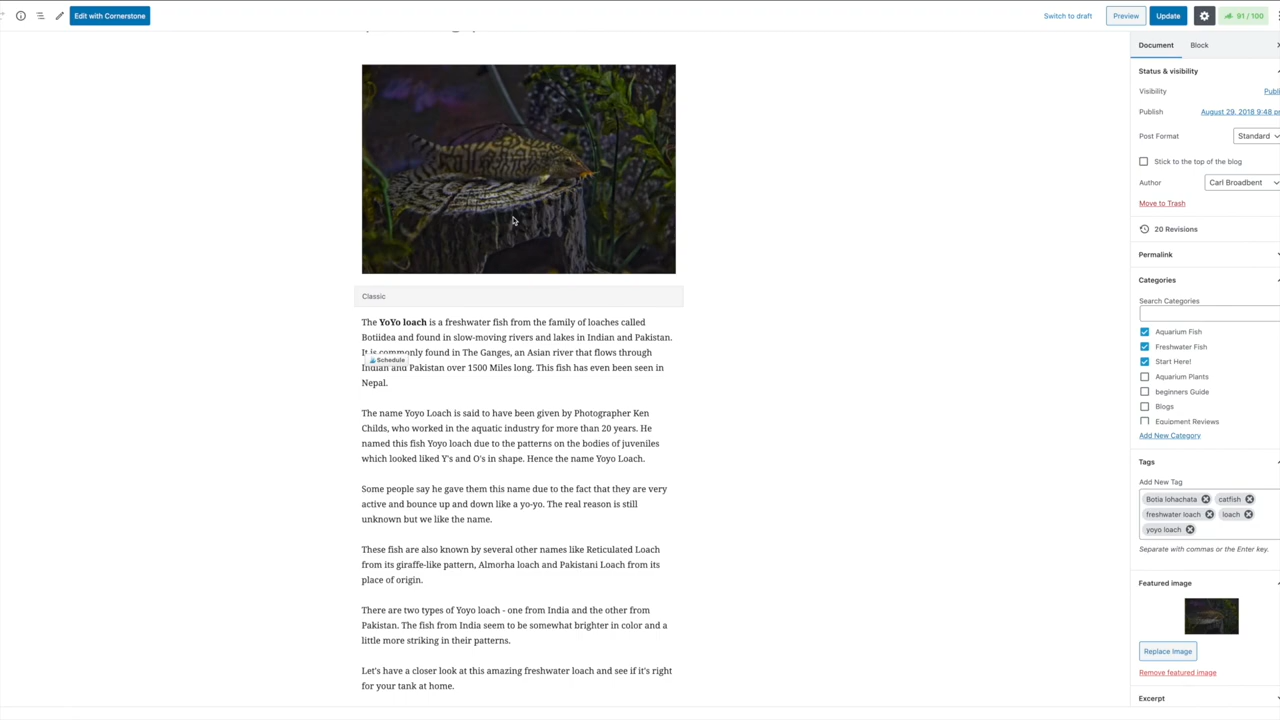 Edit with Cornerstone
Switch to draft
Preview
Update
91 / 100
Document
Block
Status & visibility
Visibility
Publi
Publish
August 29, 2018 9:48 p
Post Format
Standard
Stick to the top of the blog
Author
Carl Broadbent
Move to Trash
20 Revisions
Permalink
Categories
Search Categories
Aquarium Fish
Freshwater Fish
Start Here!
Aquarium Plants
beginners Guide
Blogs
Equipment Reviews
Add New Category
Tags
Add New Tag
Botia lohachata
catfish
freshwater loach
loach
yoyo loach
Separate with commas or the Enter key.
Featured image
Replace Image
Remove featured image
Excerpt
Classic
The YoYo loach is a freshwater fish from the family of loaches called
Botiidea and found in slow-moving rivers and lakes in Indian and Pakistan.
It is commonly found in The Ganges, an Asian river that flows through
Schedule
Indian and Pakistan over 1500 Miles long. This fish has even been seen in
Nepal.
The name Yoyo Loach is said to have been given by Photographer Ken
Childs, who worked in the aquatic industry for more than 20 years. He
named this fish Yoyo loach due to the patterns on the bodies of juveniles
which looked liked Y's and O's in shape. Hence the name Yoyo Loach.
Some people say he gave them this name due to the fact that they are very
active and bounce up and down like a yo-yo. The real reason is still
unknown but we like the name.
These fish are also known by several other names like Reticulated Loach
from its giraffe-like pattern, Almorha loach and Pakistani Loach from its
place of origin.
There are two types of Yoyo loach - one from India and the other from
Pakistan. The fish from India seem to be somewhat brighter in color and a
little more striking in their patterns.
Let's have a closer look at this amazing freshwater loach and see if it's right
for your tank at home.